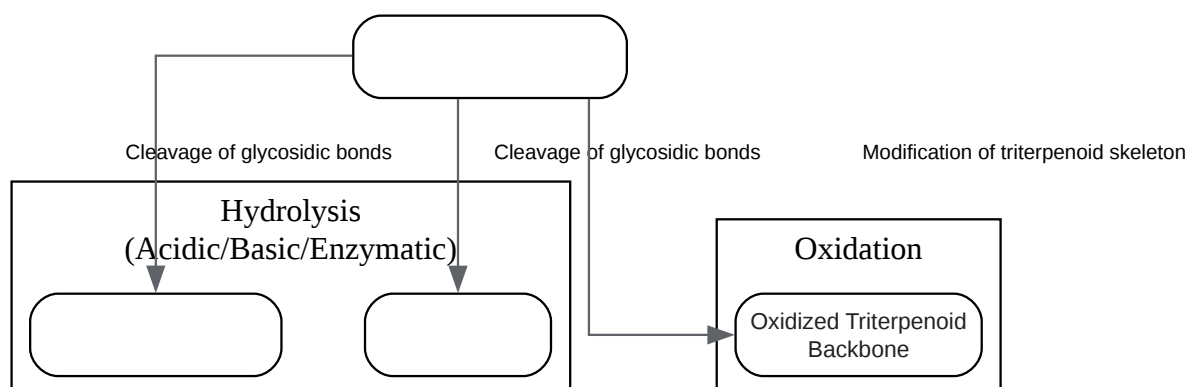 Cleavage of glycosidic bonds
Cleavage of glycosidic bonds
Modification of triterpenoid skeleton
Hydrolysis
(Acidic/Basic/Enzymatic)
Oxidation
Oxidized Triterpenoid
Backbone